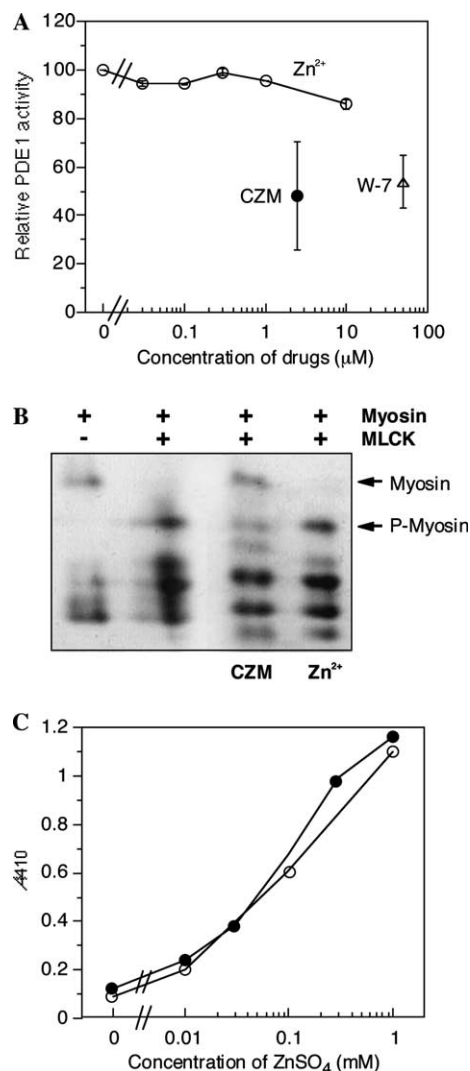 A
120
100
80
60
40
20
0
Relative PDE1 activity
Zn²⁺
CZM
W-7
0 0.1 1 10 100
Concentration of drugs (μM)
B
+ + + + Myosin
- + + + MLCK
Myosin
P-Myosin
CZM Zn²⁺
C
1.2
1
0.8
0.6
0.4
0.2
0
A410
0 0.01 0.1 1
Concentration of ZnSO₄ (mM)